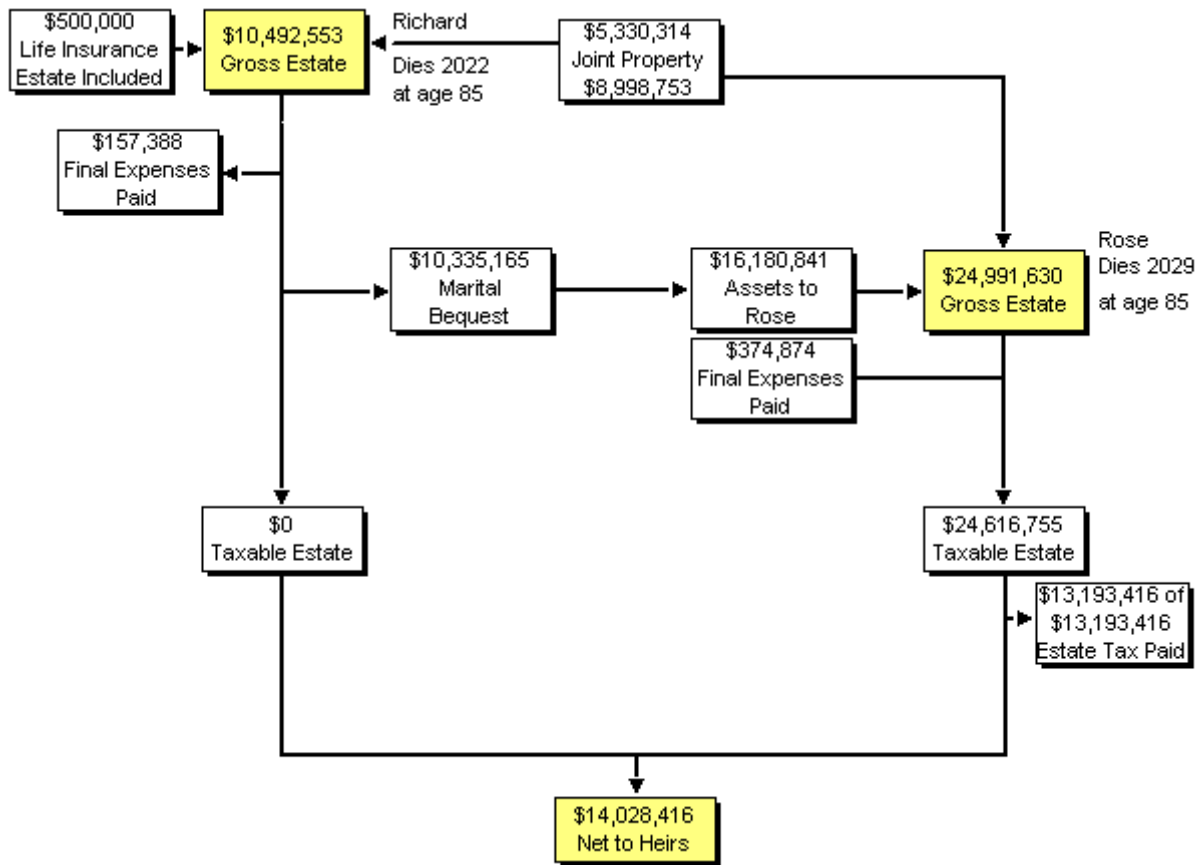 $500,000
Life Insurance
Estate Included
$10,492,553
Gross Estate
Richard
Dies 2022
at age 85
$5,330,314
Joint Property
$8,998,753
$157,388
Final Expenses
Paid
$10,335,165
Marital
Bequest
$16,180,841
Assets to
Rose
$24,991,630
Gross Estate
Rose
Dies 2029
at age 85
$374,874
Final Expenses
Paid
$0
Taxable Estate
$24,616,755
Taxable Estate
$13,193,416 of
$13,193,416
Estate Tax Paid
$14,028,416
Net to Heirs